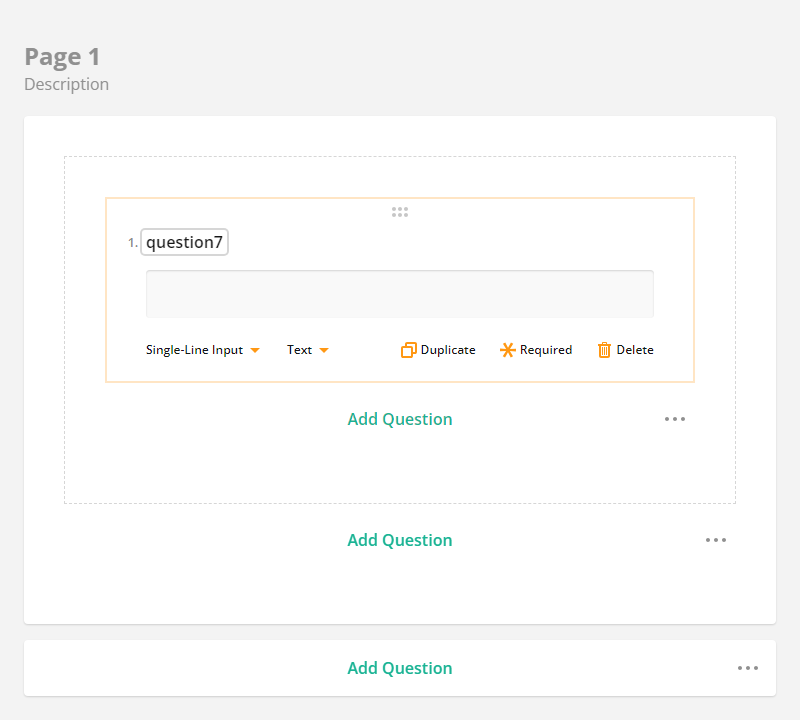 Page 1
Description
1. question7
Single-Line Input Text Duplicate Required Delete
Add Question
Add Question
Add Question